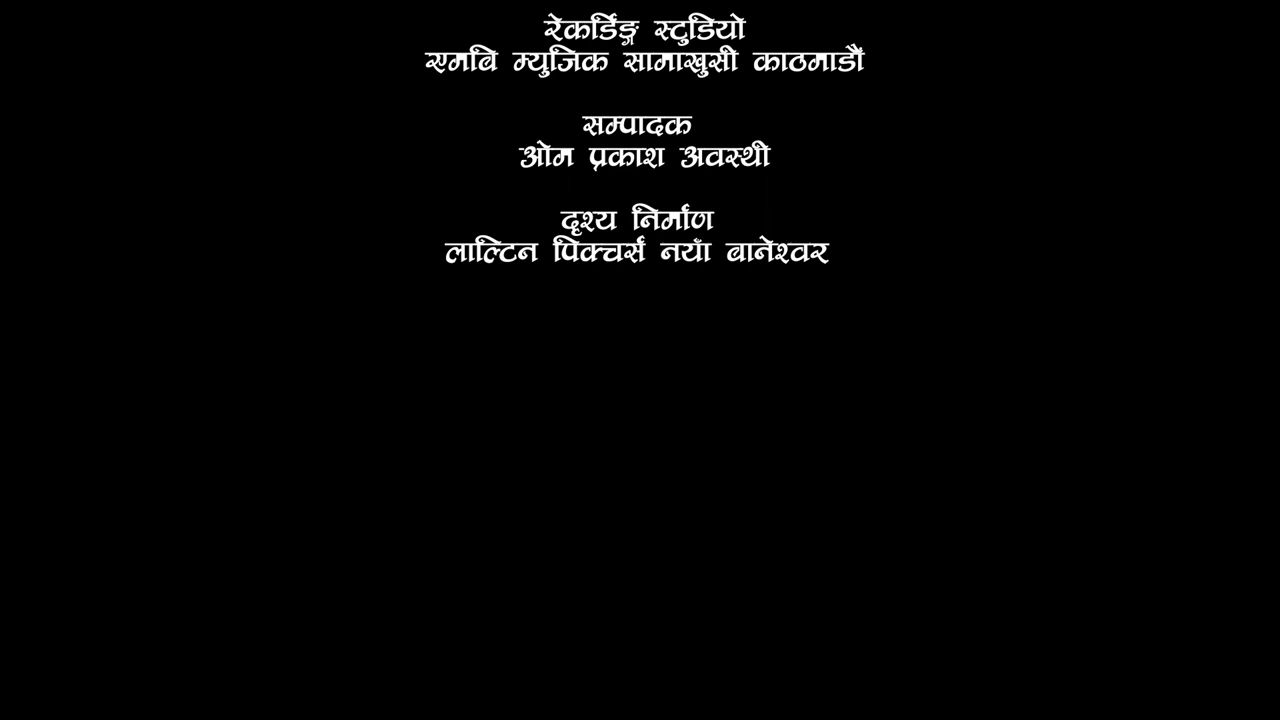 रेकर्डिङ्ग स्टुडियो
एमबि म्युजिक सामाखुसी काठमाडौं
सम्पादक
ओम प्रकाश अवस्थी
दृश्य निर्माण
लाल्टिन पिक्चर्स नयाँ बानेश्वर